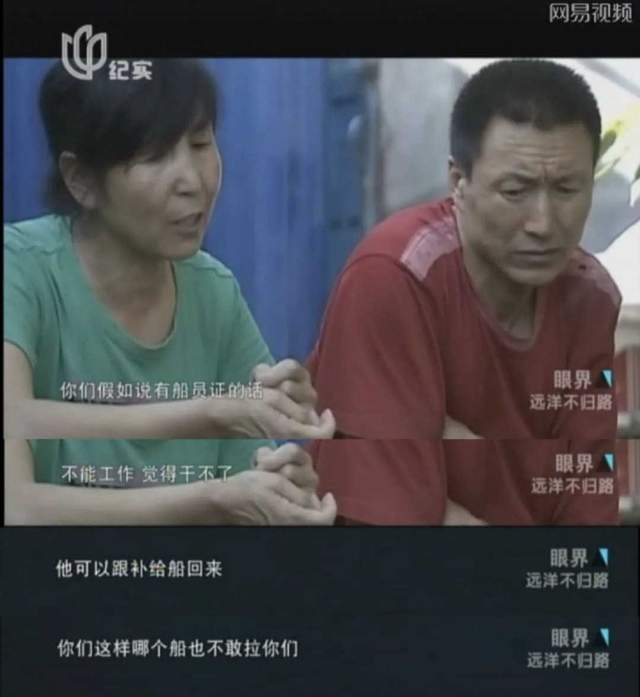 网易视频
纪实
你们假如说有船员证的话
眼界
远洋不归路
不能工作 觉得干不了
眼界
远洋不归路
他可以跟补给船回来
眼界
远洋不归路
你们这样哪个船也不敢拉你们
眼界
远洋不归路